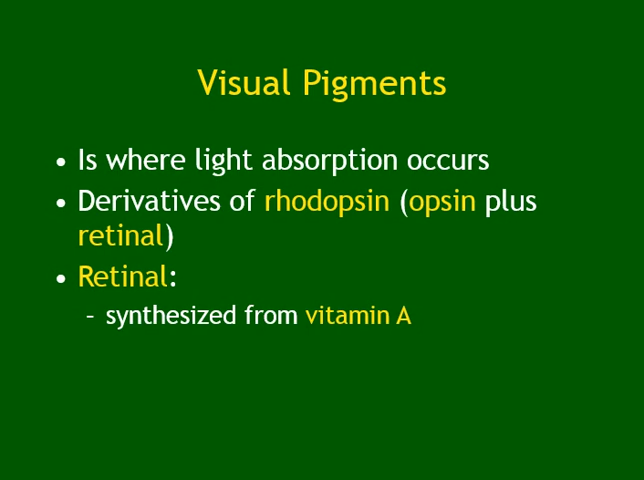 Visual Pigments
• Is where light absorption occurs
• Derivatives of rhodopsin (opsin plus
retinal)
• Retinal:
– synthesized from vitamin A